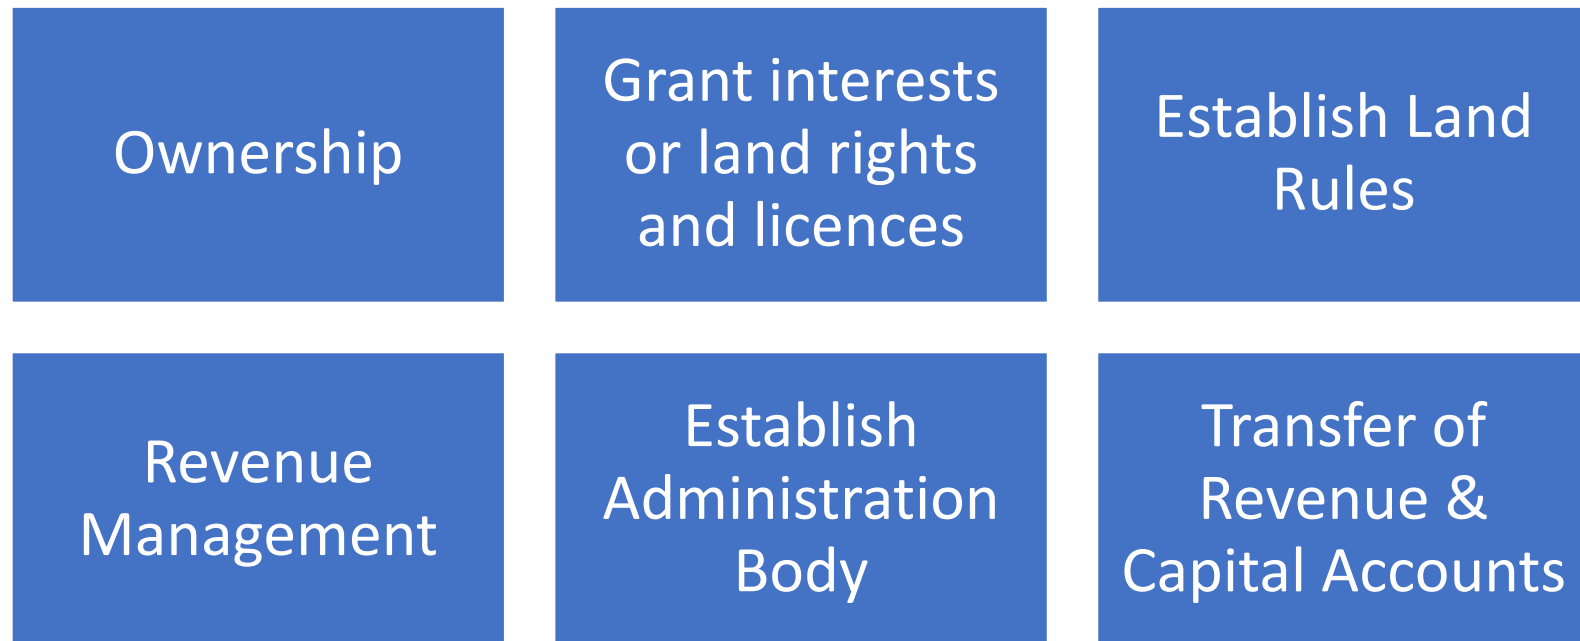 Ownership
Grant interests
or land rights
and licences
Establish Land
Rules
Revenue
Management
Establish
Administration
Body
Transfer of
Revenue &
Capital Accounts